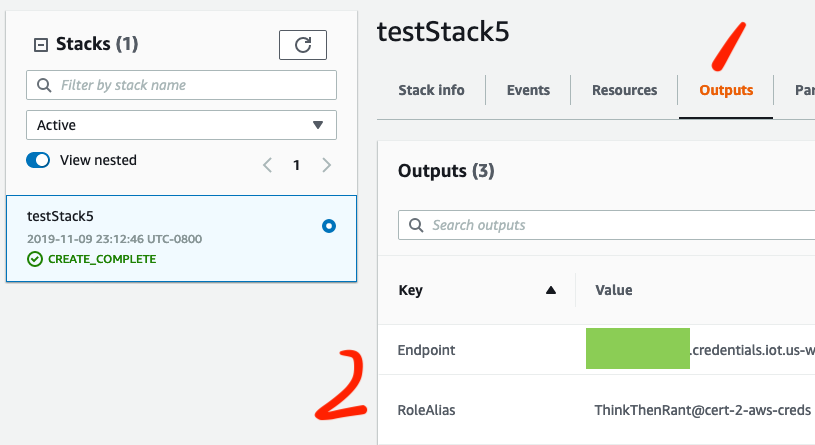 Stacks (1)
Filter by stack name
Active
View nested
1
testStack5
2019-11-09 23:12:46 UTC-0800
CREATE_COMPLETE
testStack5
1
Stack info Events Resources Outputs Par
Outputs (3)
Search outputs
Key Value
Endpoint .credentials.iot.us-w
2
RoleAlias ThinkThenRant@cert-2-aws-creds